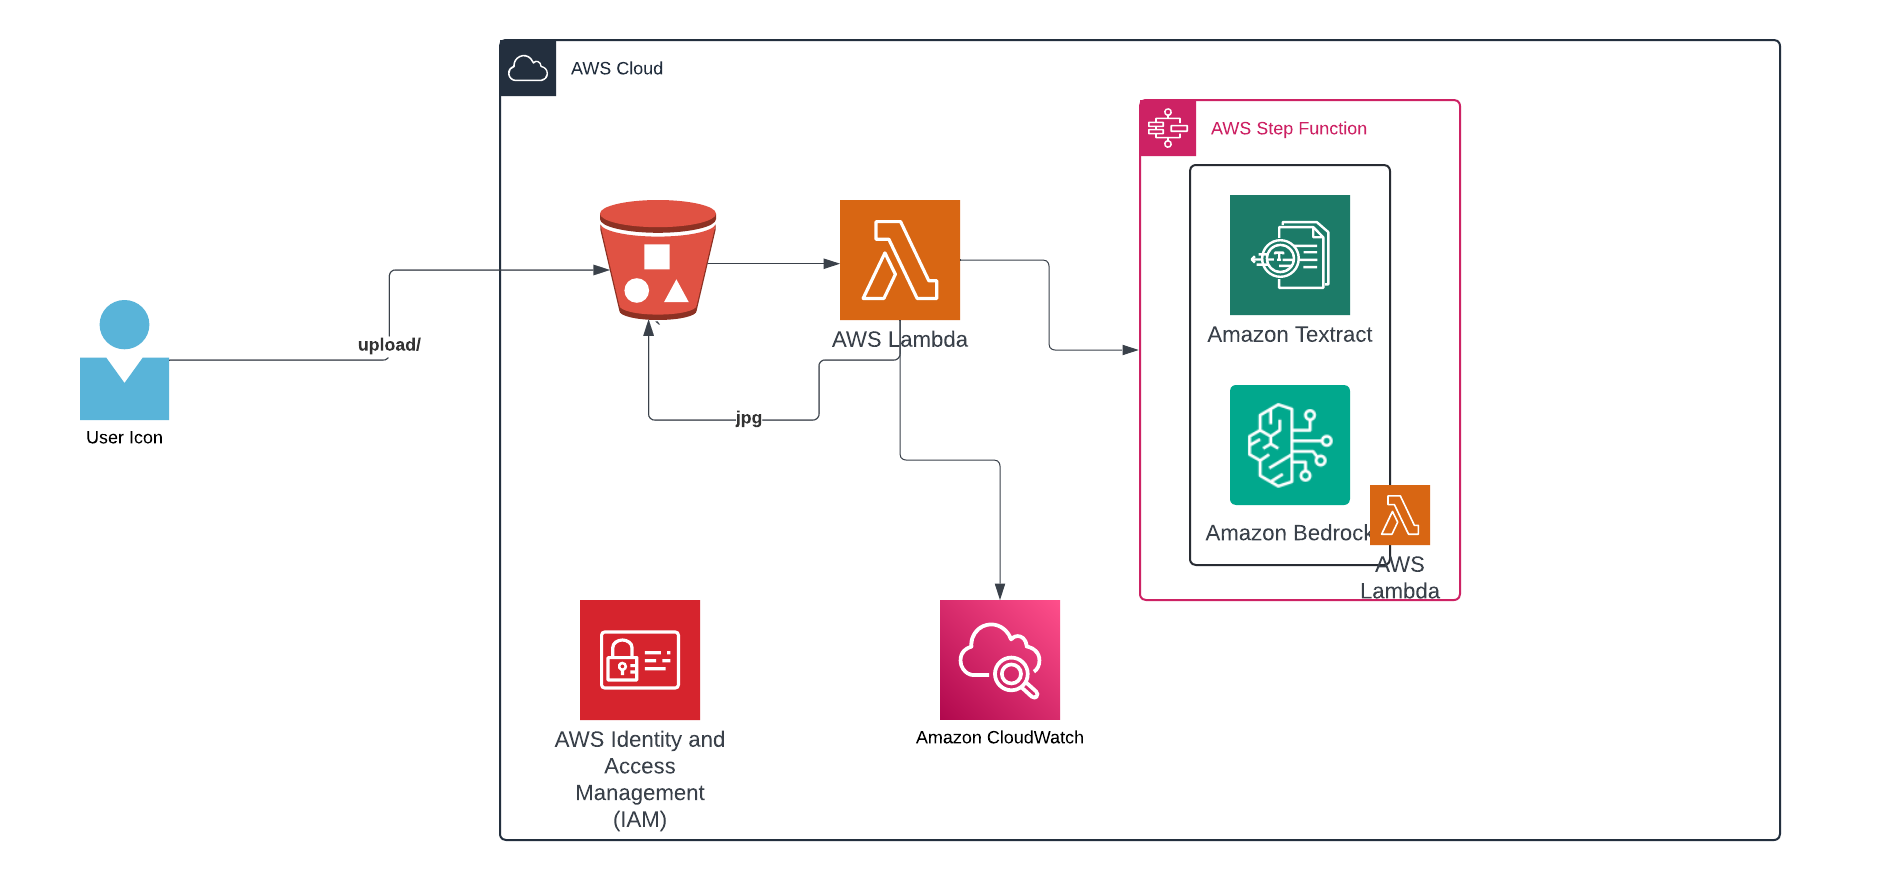 AWS Cloud
AWS Step Function
upload/
User Icon
`
AWS Lambda
jpg
Amazon Textract
Amazon Bedrock
AWS
Lambda
AWS Identity and
Access
Management
(IAM)
Amazon CloudWatch